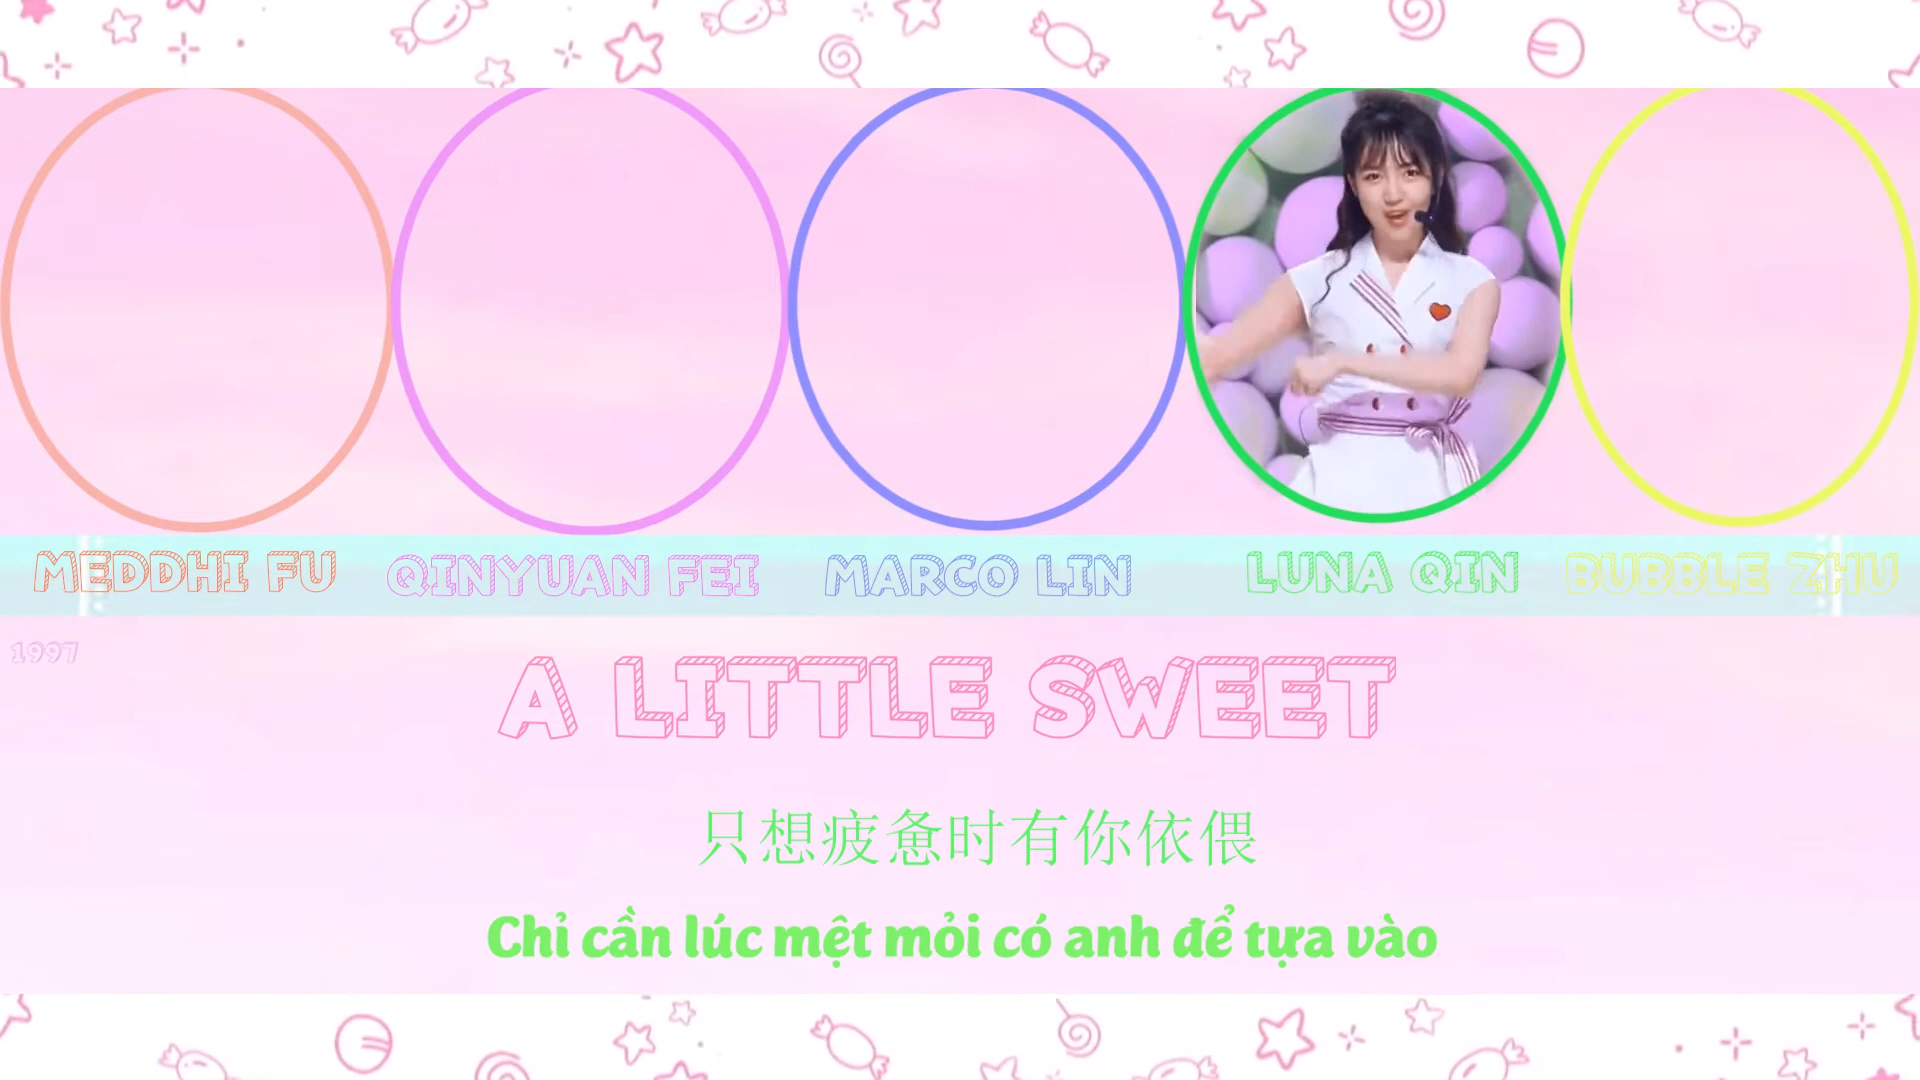 MEDDHI FU
QINYUAN FEI
MARCO LIN
LUNA QIN
BUBBLE ZHU
1997
A LITTLE SWEET
只想疲惫时有你依偎
Chỉ cần lúc mệt mỏi có anh để tựa vào